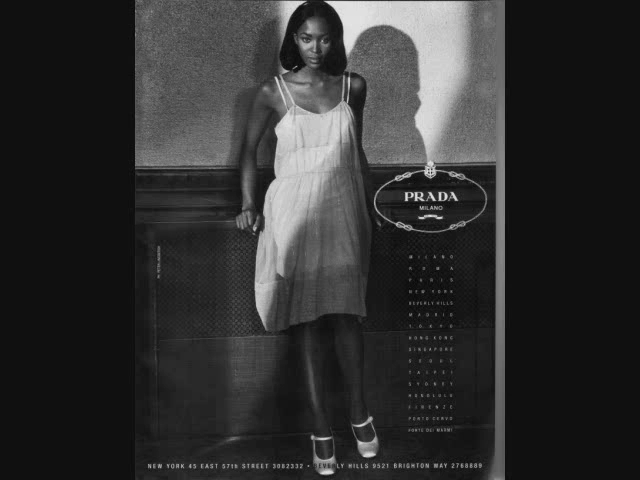 PRADA
MILANO
MILANO
ROMA
PARIS
NEW YORK
BEVERLY HILLS
MADRID
TOKYO
HONG KONG
SINGAPORE
SEOUL
TAIPEI
SYDNEY
HONOLULU
FIRENZE
PORTO CERVO
FORTE DEI MARMI
NEW YORK 45 EAST 57th STREET 3082332 • BEVERLY HILLS 9521 BRIGHTON WAY 2768889